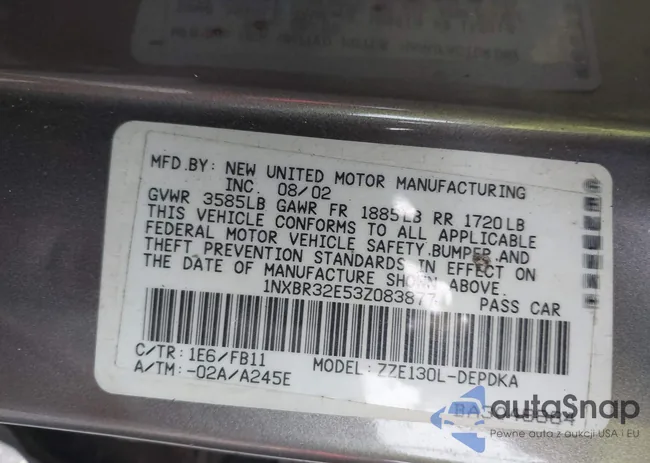 MFD.BY: NEW UNITED MOTOR MANUFACTURING
INC. 08/02
GVWR 3585LB GAWR FR 1885LB RR 1720LB
THIS VEHICLE CONFORMS TO ALL APPLICABLE
FEDERAL MOTOR VEHICLE SAFETY,BUMPER,AND
THEFT PREVENTION STANDARDS IN EFFECT ON
THE DATE OF MANUFACTURE SHOWN ABOVE.
PASS CAR
C/TR: 1E6/FB11 MODEL: ZZE130L-DEPDKA
A/TM:-02A/A245E
autoSnap
Pewne auta z aukcji USA i EU